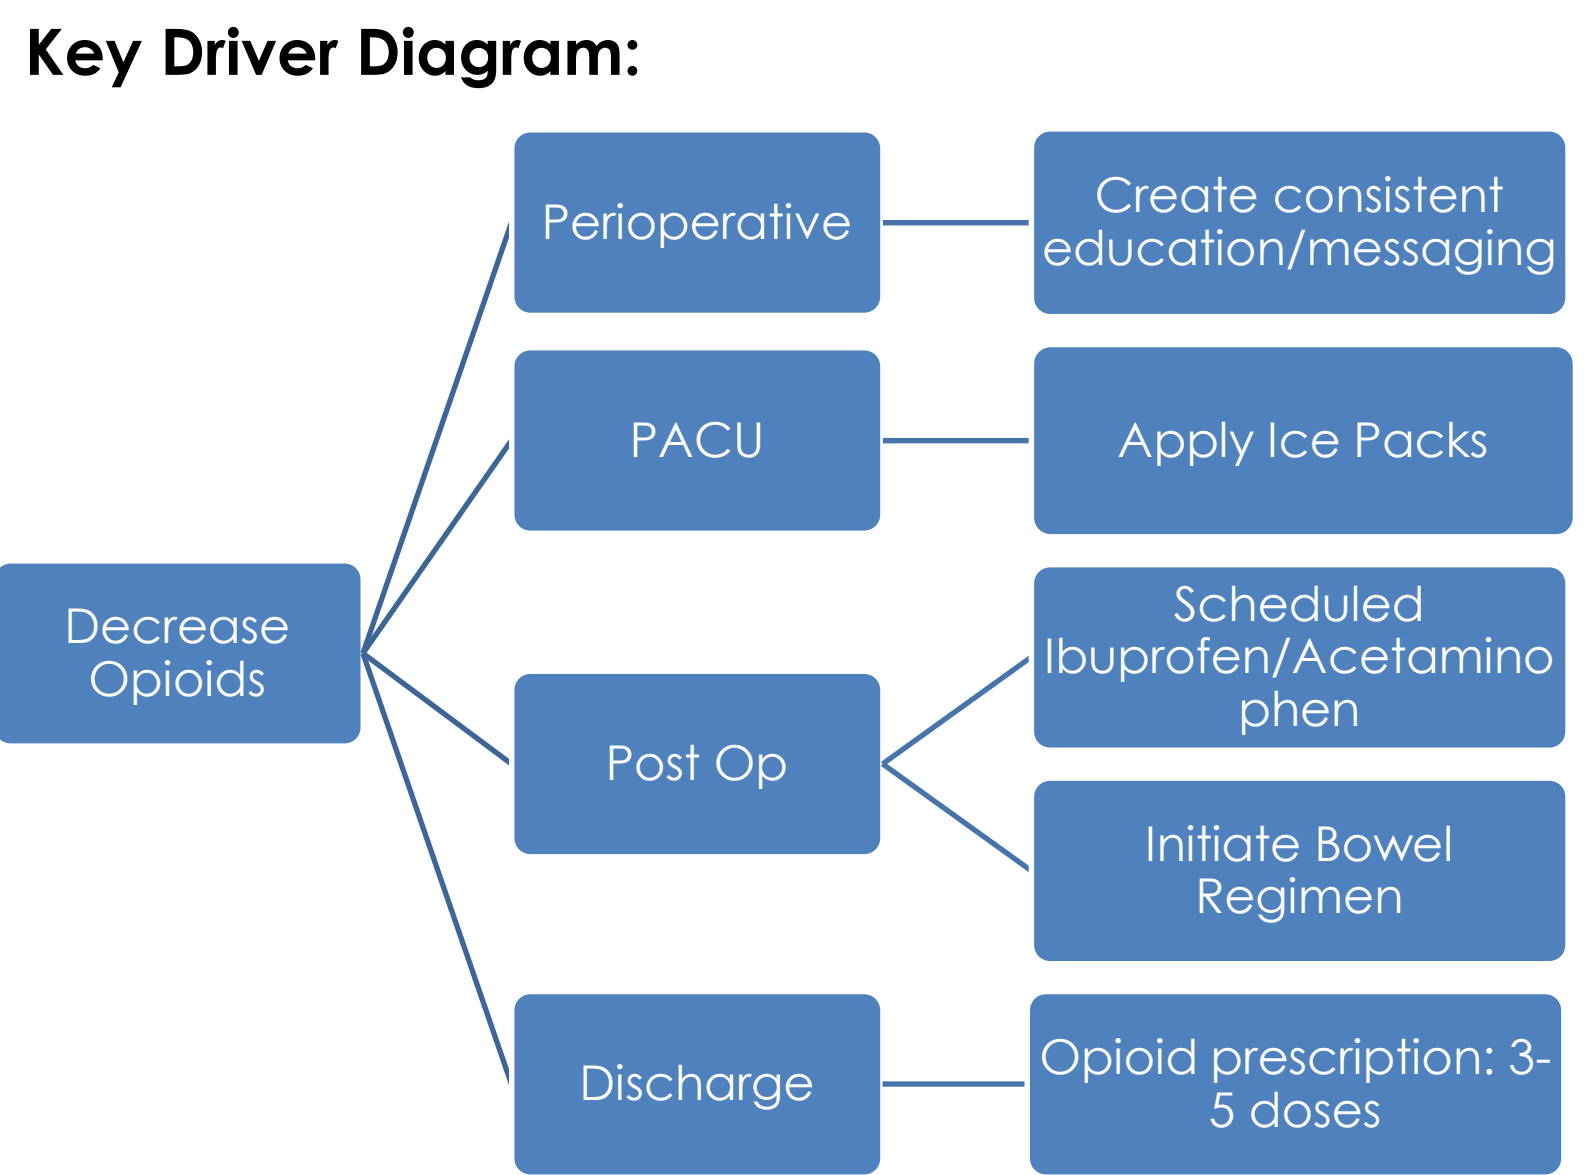 Key Driver Diagram:
Decrease
Opioids
Perioperative
Create consistent
education/messaging
PACU
Apply Ice Packs
Post Op
Scheduled
Ibuprofen/Acetamino
phen
Initiate Bowel
Regimen
Discharge
Opioid prescription: 3-
5 doses